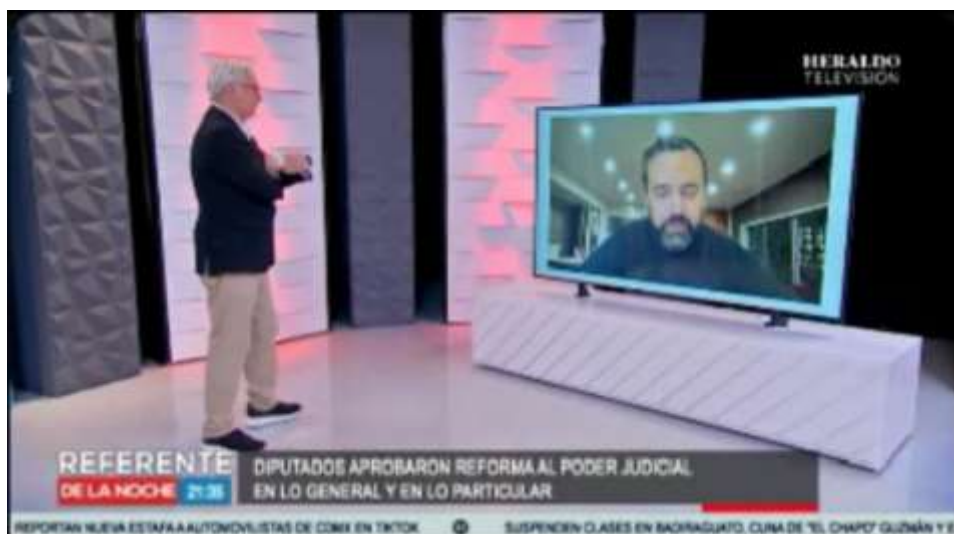 HERALDO
TELEVISIÓN
REFERENTE
DE LA NOCHE 21:35
DIPUTADOS APROBARON REFORMA AL PODER JUDICIAL
EN LO GENERAL Y EN LO PARTICULAR
REPORTAN NUEVA ESTAFA A AUTOMOVILISTAS DE CDMX EN TIKTOK
SUSPENDEN CLASES EN BADIRAGUATO, CUNA DE "EL CHAPO" GUZMÁN Y E